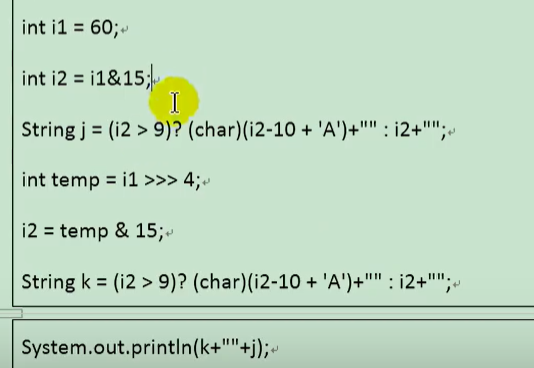 int i1 = 60;
int i2 = i1&15;
String j = (i2 > 9)? (char)(i2-10 + 'A')+"" : i2+"";
int temp = i1 >>> 4;
i2 = temp & 15;
String k = (i2 > 9)? (char)(i2-10 + 'A')+"" : i2+"";
System.out.println(k+""+j);